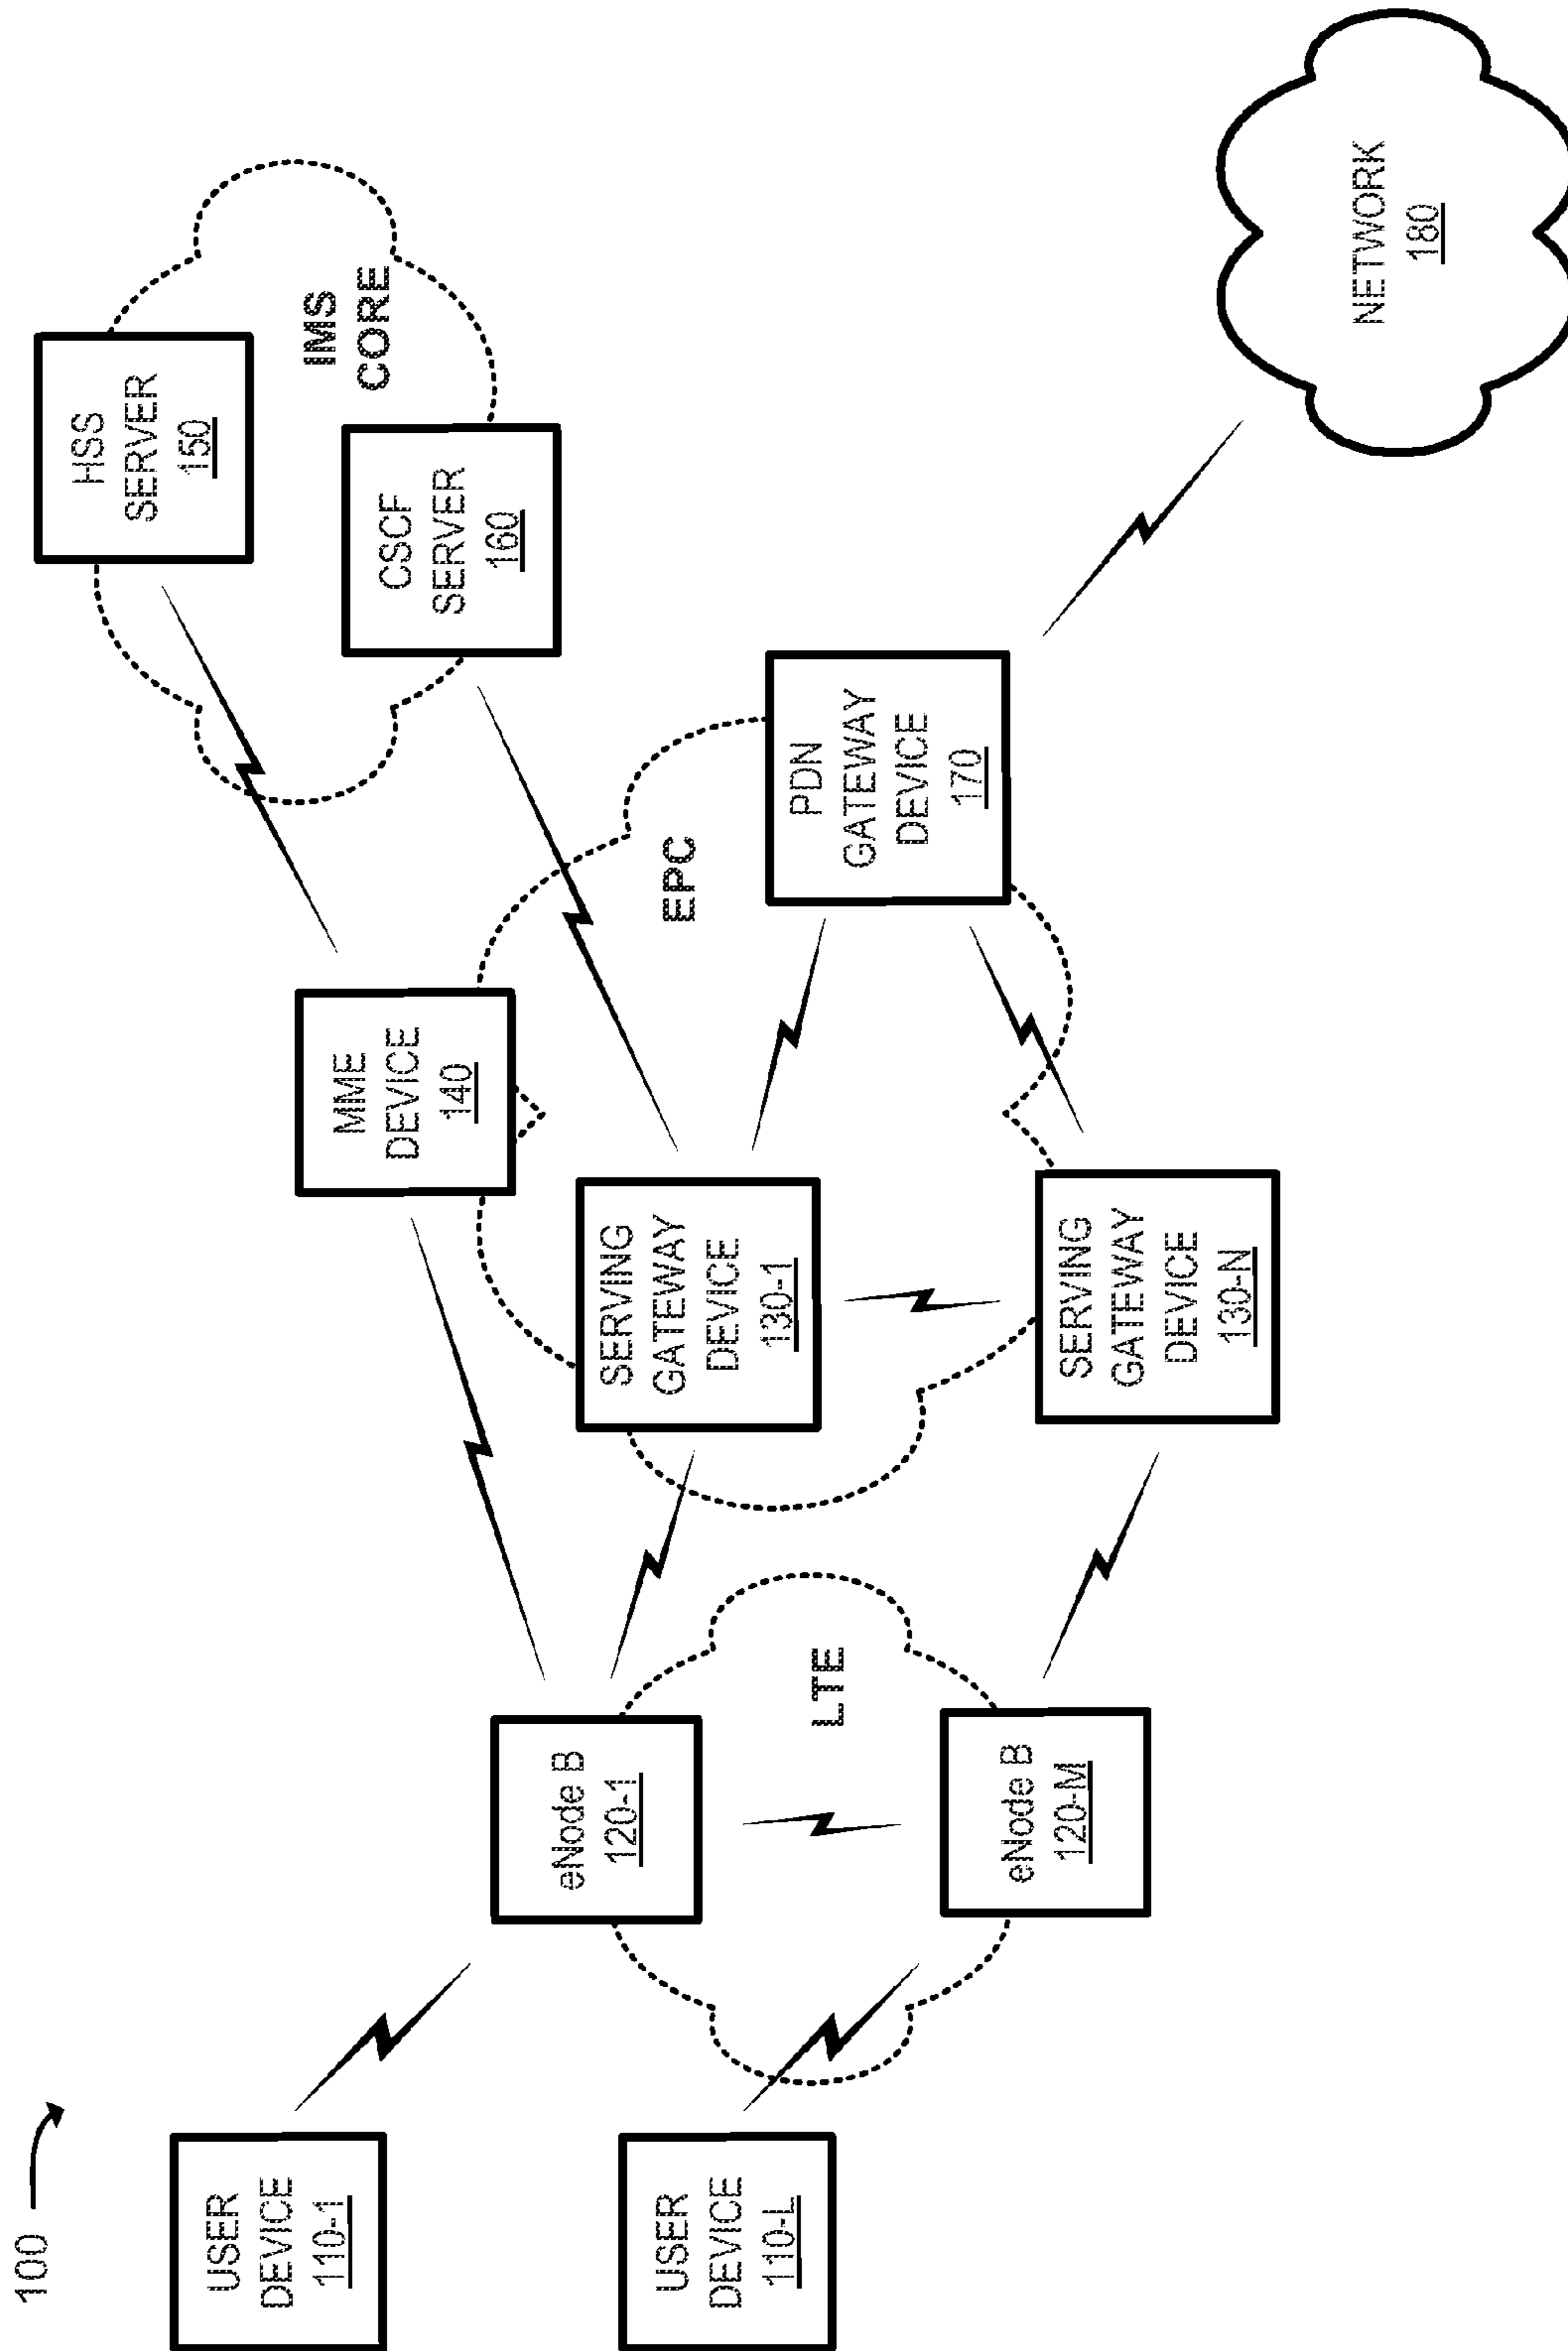 100
USER
DEVICE
110-1
USER
DEVICE
110-L
eNode B
120-1
eNode B
120-M
LTE
MME
DEVICE
140
SERVING
GATEWAY
DEVICE
130-1
SERVING
GATEWAY
DEVICE
130-N
EPC
PDN
GATEWAY
DEVICE
170
HSS
SERVER
150
CSCF
SERVER
160
IMS
CORE
NETWORK
180